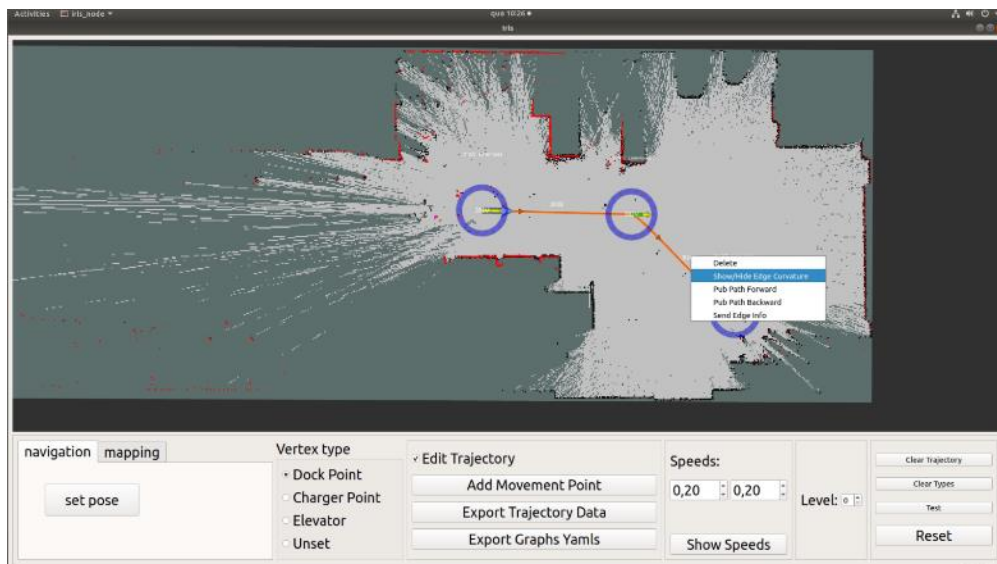 Activities
iris_node
qua 10:26
iris
Delete
Show/Hide Edge Curvature
Pub Path Forward
Pub Path Backward
Send Edge Info
navigation
mapping
set pose
Vertex type
Dock Point
Charger Point
Elevator
Unset
Edit Trajectory
Add Movement Point
Export Trajectory Data
Export Graphs Yamls
Speeds:
0,20 0,20
Show Speeds
Level: 0
Clear Trajectory
Clear Types
Test
Reset